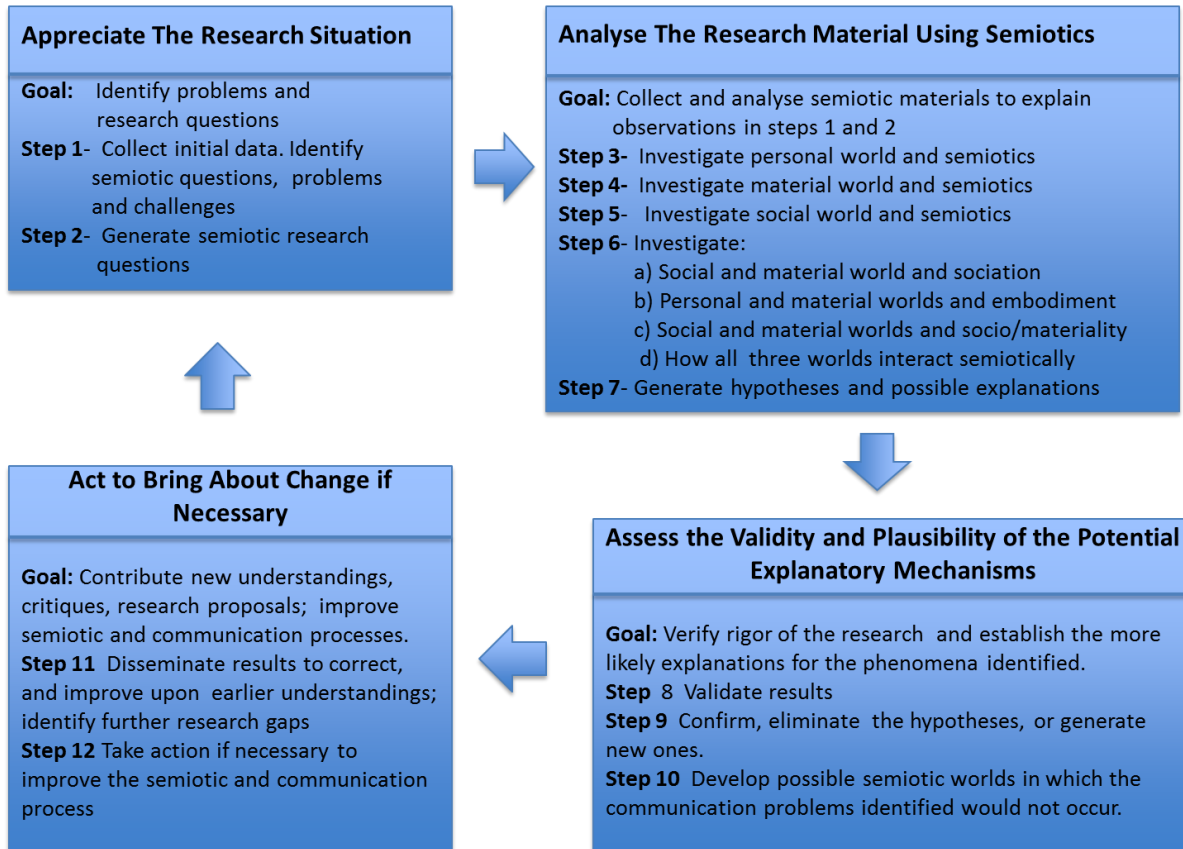 Appreciate The Research Situation
Goal: Identify problems and
research questions
Step 1- Collect initial data. Identify
semiotic questions, problems
and challenges
Step 2- Generate semiotic research
questions
Analyse The Research Material Using Semiotics
Goal: Collect and analyse semiotic materials to explain
observations in steps 1 and 2
Step 3- Investigate personal world and semiotics
Step 4- Investigate material world and semiotics
Step 5- Investigate social world and semiotics
Step 6- Investigate:
a) Social and material world and sociation
b) Personal and material worlds and embodiment
c) Social and material worlds and socio/materiality
d) How all three worlds interact semiotically
Step 7- Generate hypotheses and possible explanations
Assess the Validity and Plausibility of the Potential
Explanatory Mechanisms
Goal: Verify rigor of the research and establish the more
likely explanations for the phenomena identified.
Step 8 Validate results
Step 9 Confirm, eliminate the hypotheses, or generate
new ones.
Step 10 Develop possible semiotic worlds in which the
communication problems identified would not occur.
Act to Bring About Change if
Necessary
Goal: Contribute new understandings,
critiques, research proposals; improve
semiotic and communication processes.
Step 11 Disseminate results to correct,
and improve upon earlier understandings;
identify further research gaps
Step 12 Take action if necessary to
improve the semiotic and communication
process